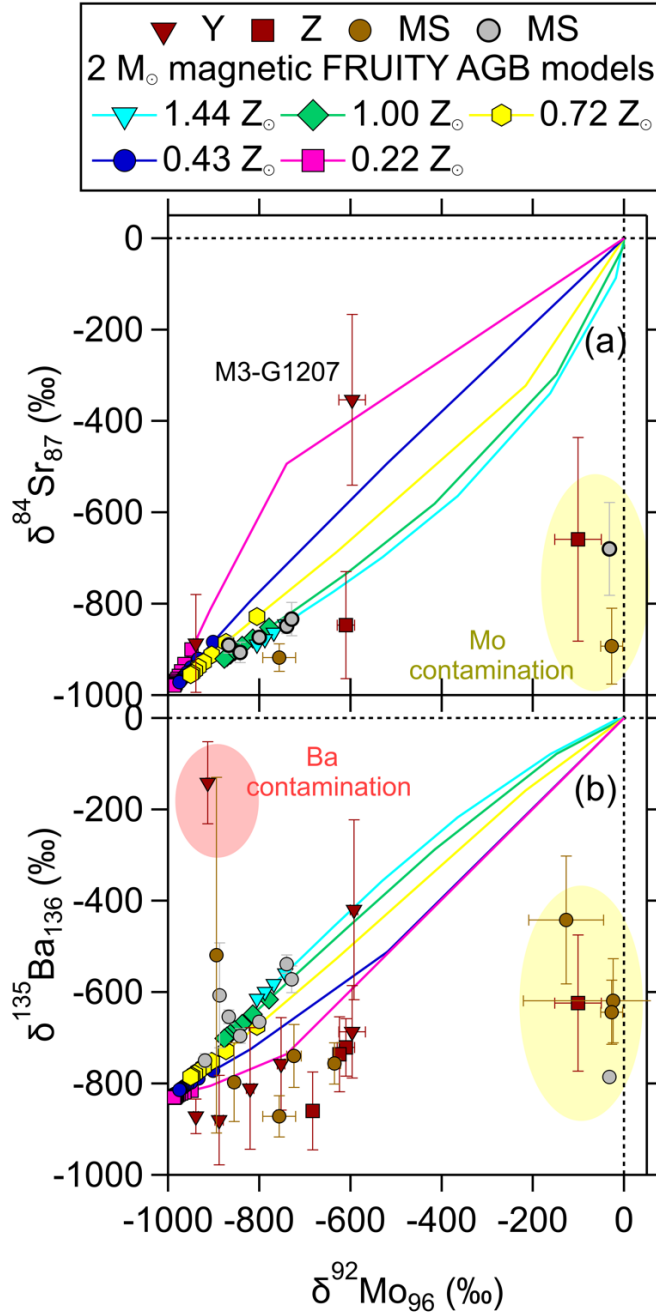 Y Z MS MS
2 M☉ magnetic FRUITY AGB models
1.44 Z☉ 1.00 Z☉ 0.72 Z☉
0.43 Z☉ 0.22 Z☉
0
(a)
-200
M3-G1207
-400
δ⁸⁴Sr₈₇ (‰)
-600
-800
Mo
contamination
-1000
0
Ba
contamination
(b)
-200
-400
δ¹³⁵Ba₁₃₆ (‰)
-600
-800
-1000
-1000 -800 -600 -400 -200 0
δ⁹²Mo₉₆ (‰)